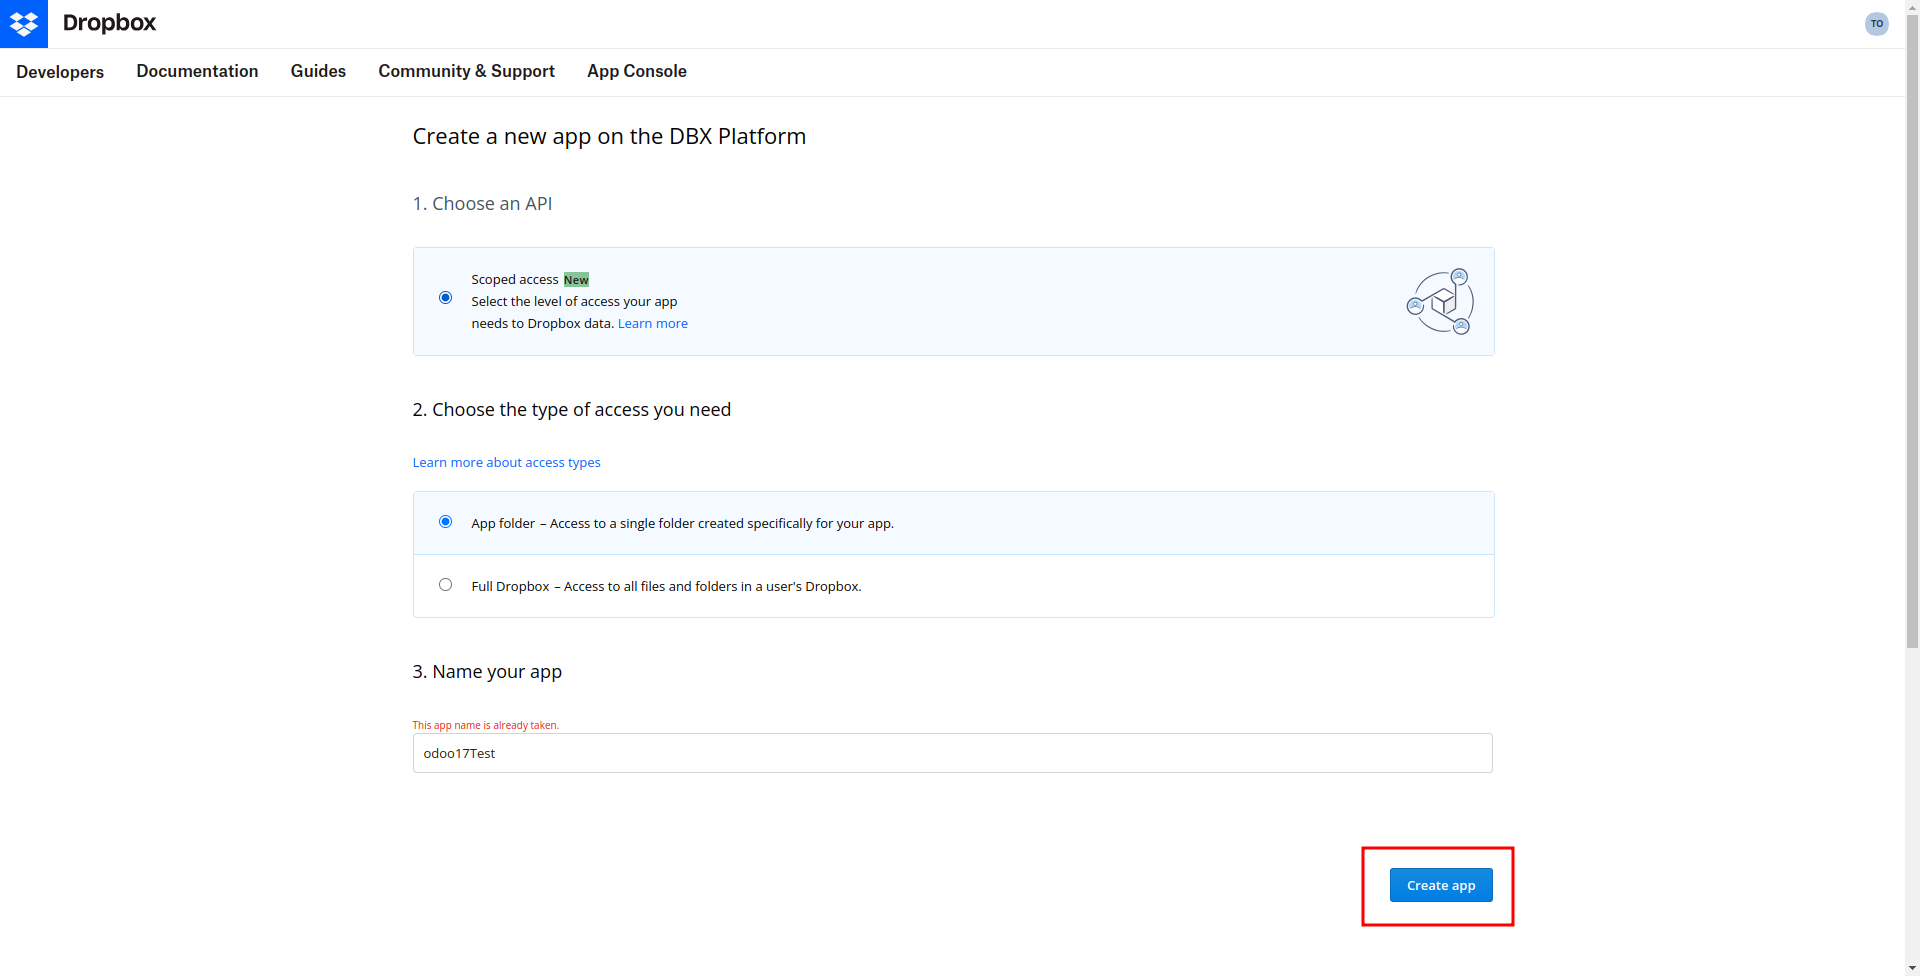 Dropbox
TO
Developers Documentation Guides Community & Support App Console
Create a new app on the DBX Platform
1. Choose an API
Scoped access New
Select the level of access your app
needs to Dropbox data. Learn more
2. Choose the type of access you need
Learn more about access types
App folder – Access to a single folder created specifically for your app.
Full Dropbox – Access to all files and folders in a user's Dropbox.
3. Name your app
This app name is already taken.
odoo17Test
Create app